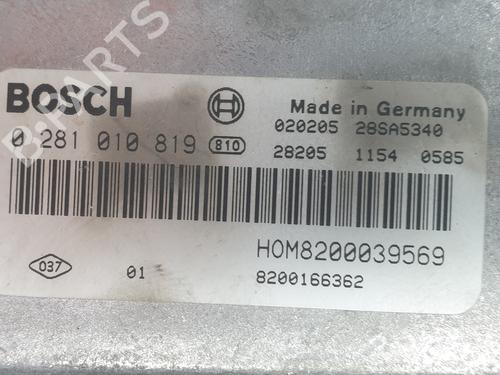 B-PARTS
BOSCH
Made in Germany
020205 28SA5340
0 281 010 819 810
28205 1154 0585
HOM8200039569
037
01
8200166362